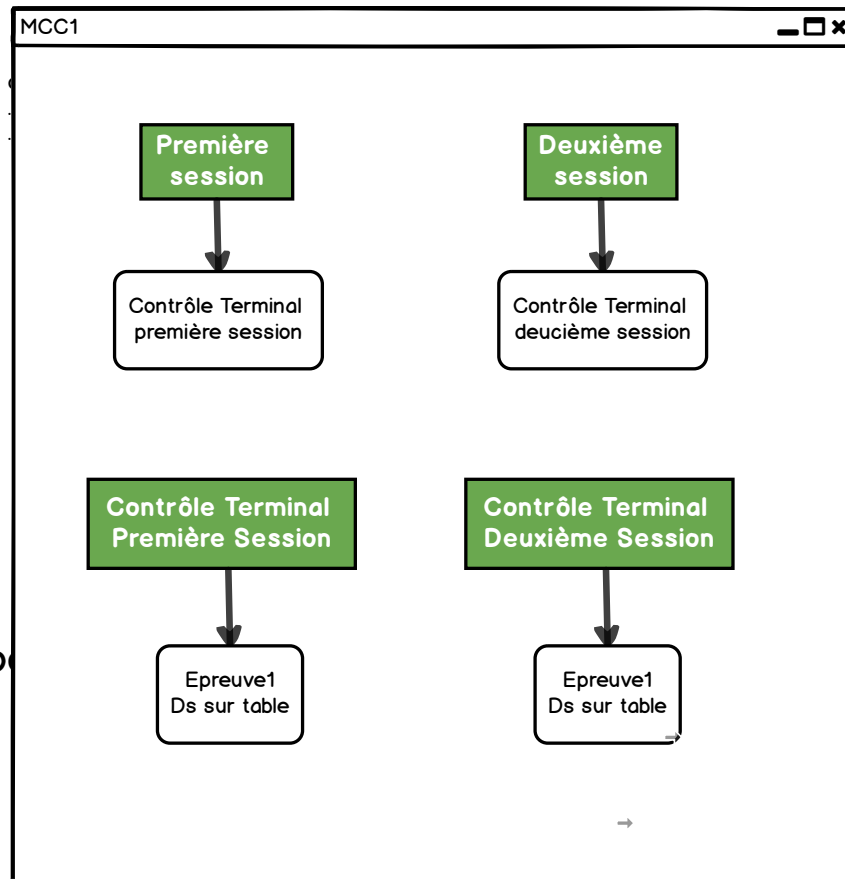 MCC1
Première
session
Deuxième
session
Contrôle Terminal
première session
Contrôle Terminal
deucième session
Contrôle Terminal
Première Session
Contrôle Terminal
Deuxième Session
Epreuve1
Ds sur table
Epreuve1
Ds sur table